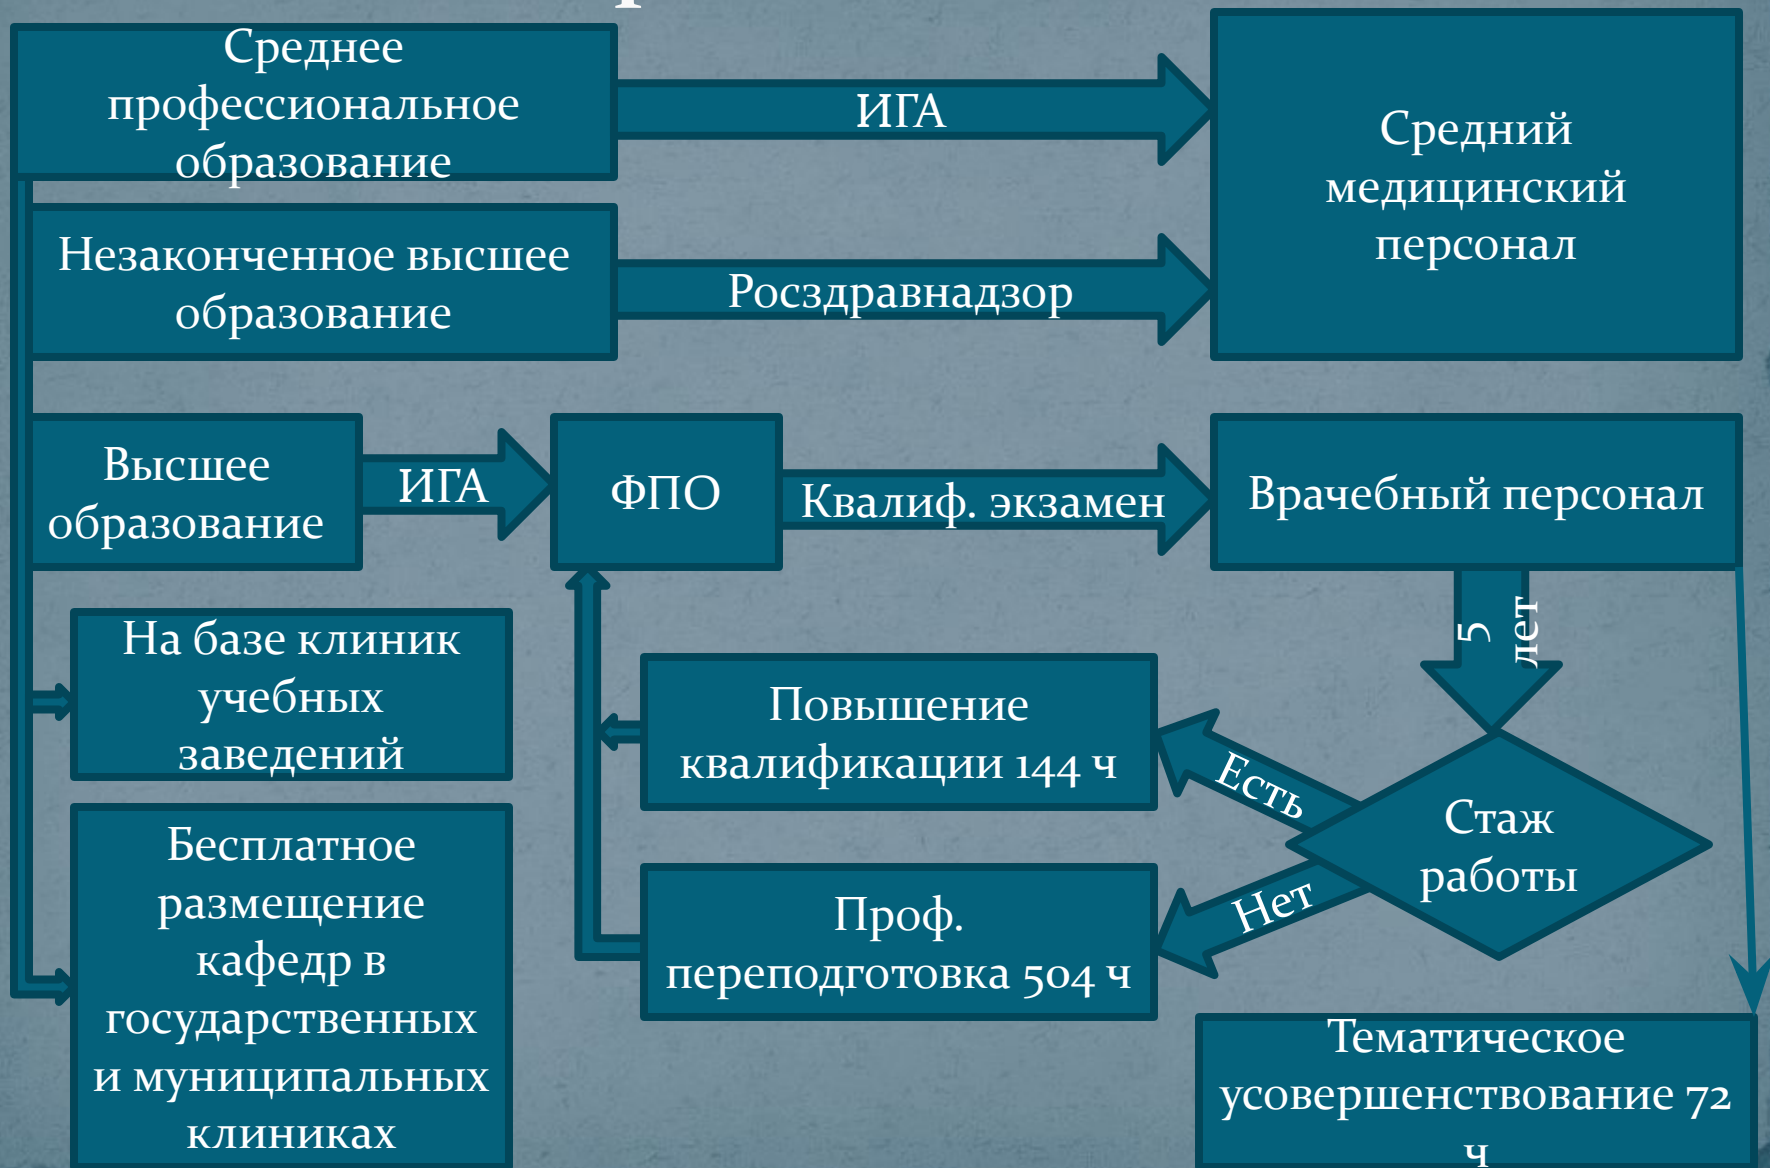 Среднее
профессиональное
образование
ИГА
Средний
медицинский
персонал
Незаконченное высшее
образование
Росздравнадзор
Высшее
образование
ИГА
ФПО
Квалиф. экзамен
Врачебный персонал
5
лет
На базе клиник
учебных
заведений
Повышение
квалификации 144 ч
Есть
Стаж
работы
Бесплатное
размещение
кафедр в
государственных
и муниципальных
клиниках
Проф.
переподготовка 504 ч
Нет
Тематическое
усовершенствование 72
ч